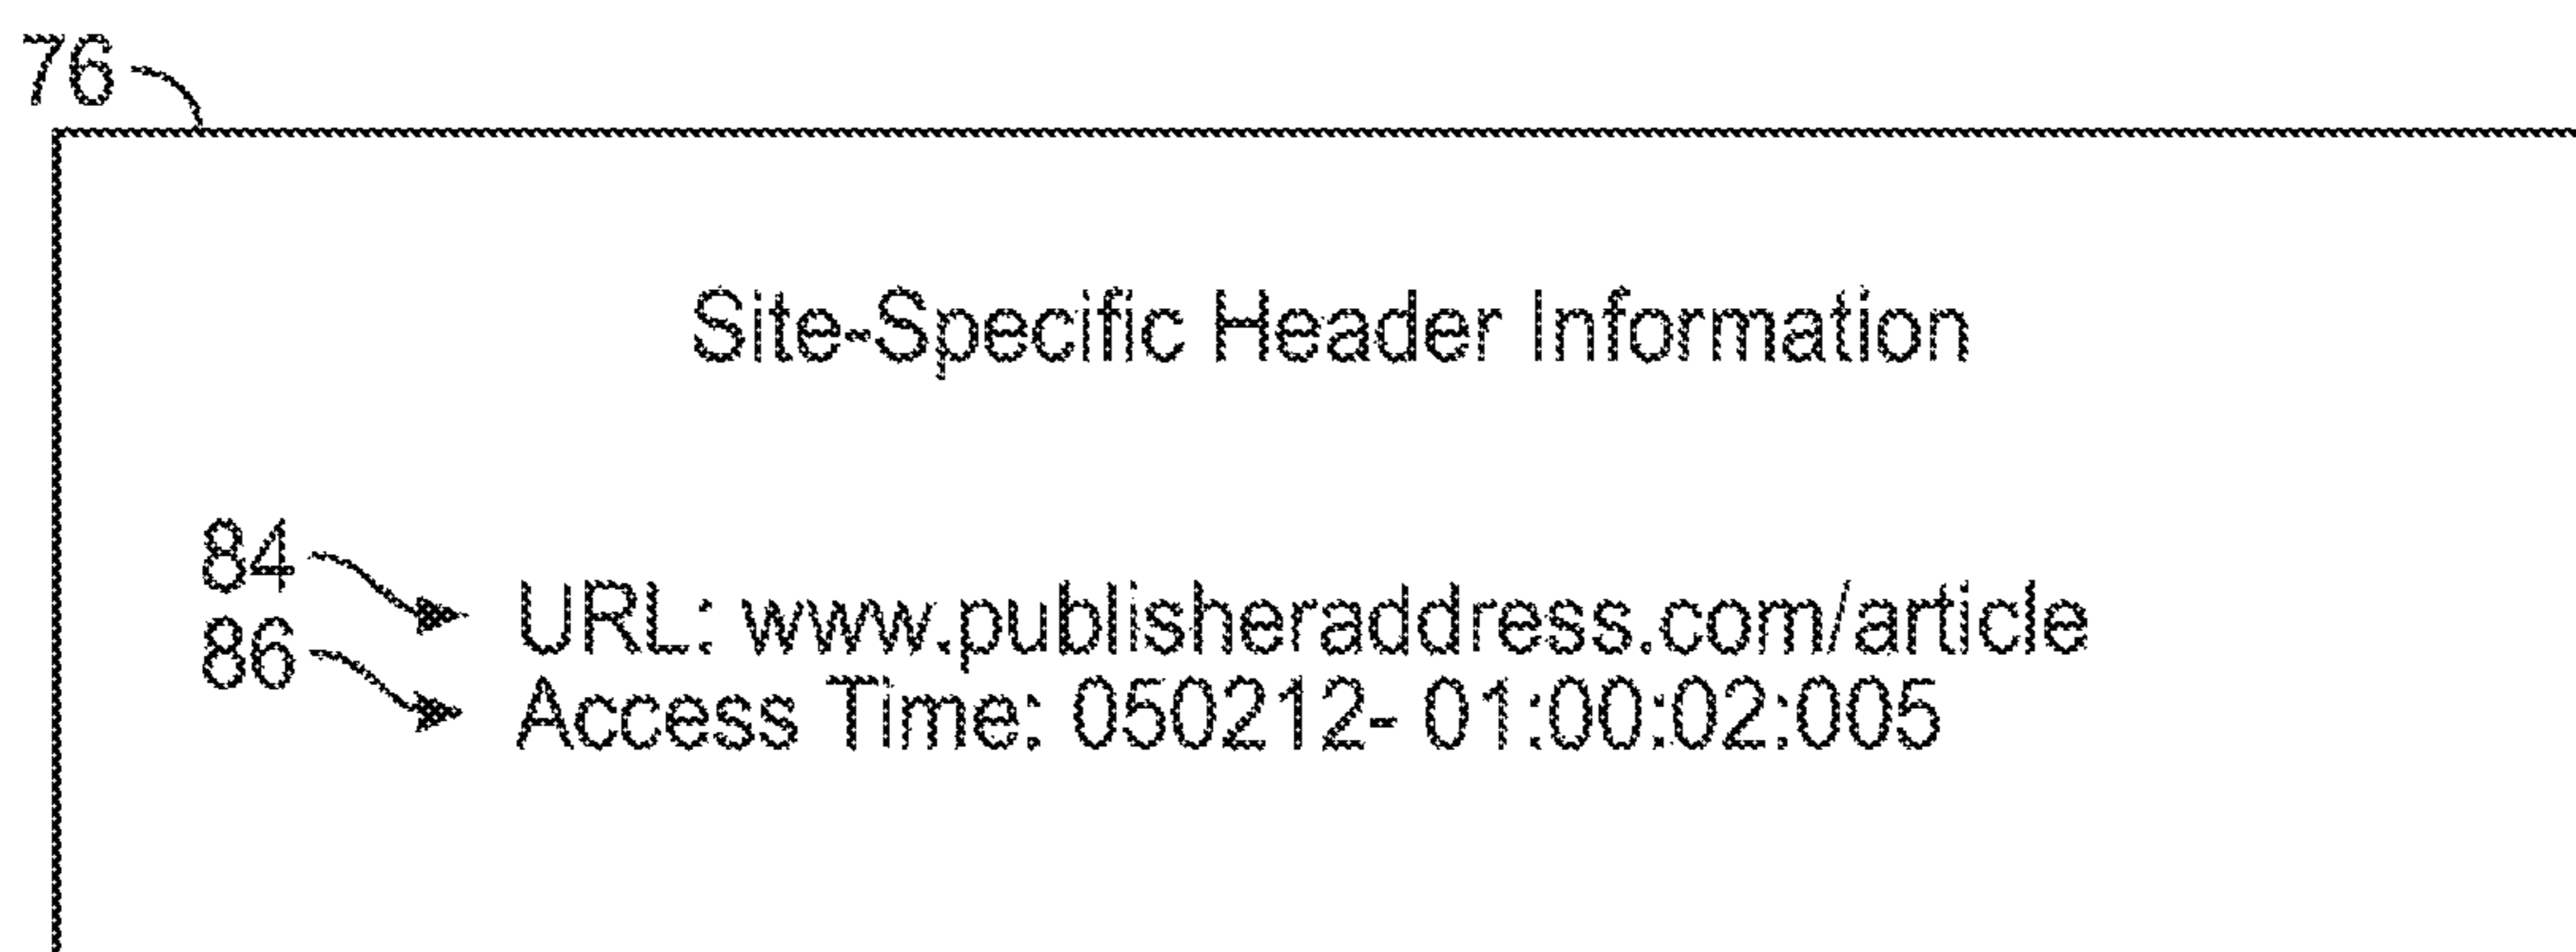 76
Site-Specific Header Information
84
URL: www.publisheraddress.com/article
86
Access Time: 050212- 01:00:02:005